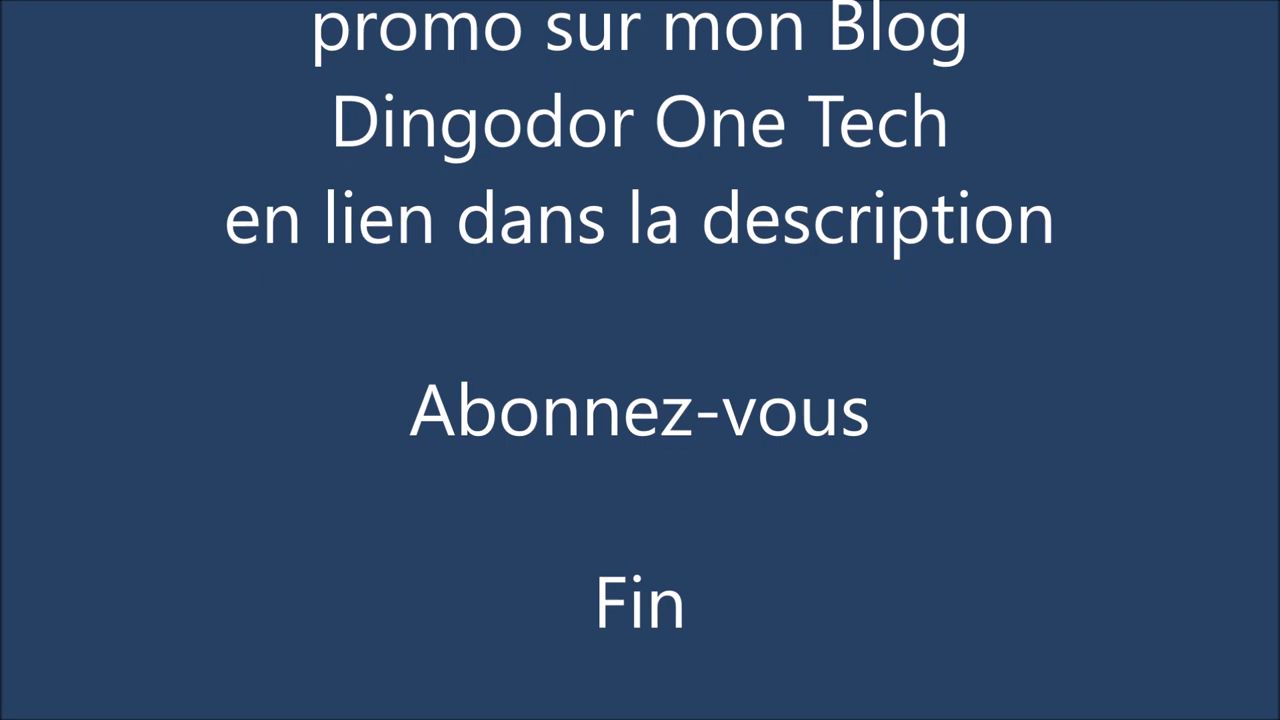 promo sur mon Blog
Dingodor One Tech
en lien dans la description
Abonnez-vous
Fin